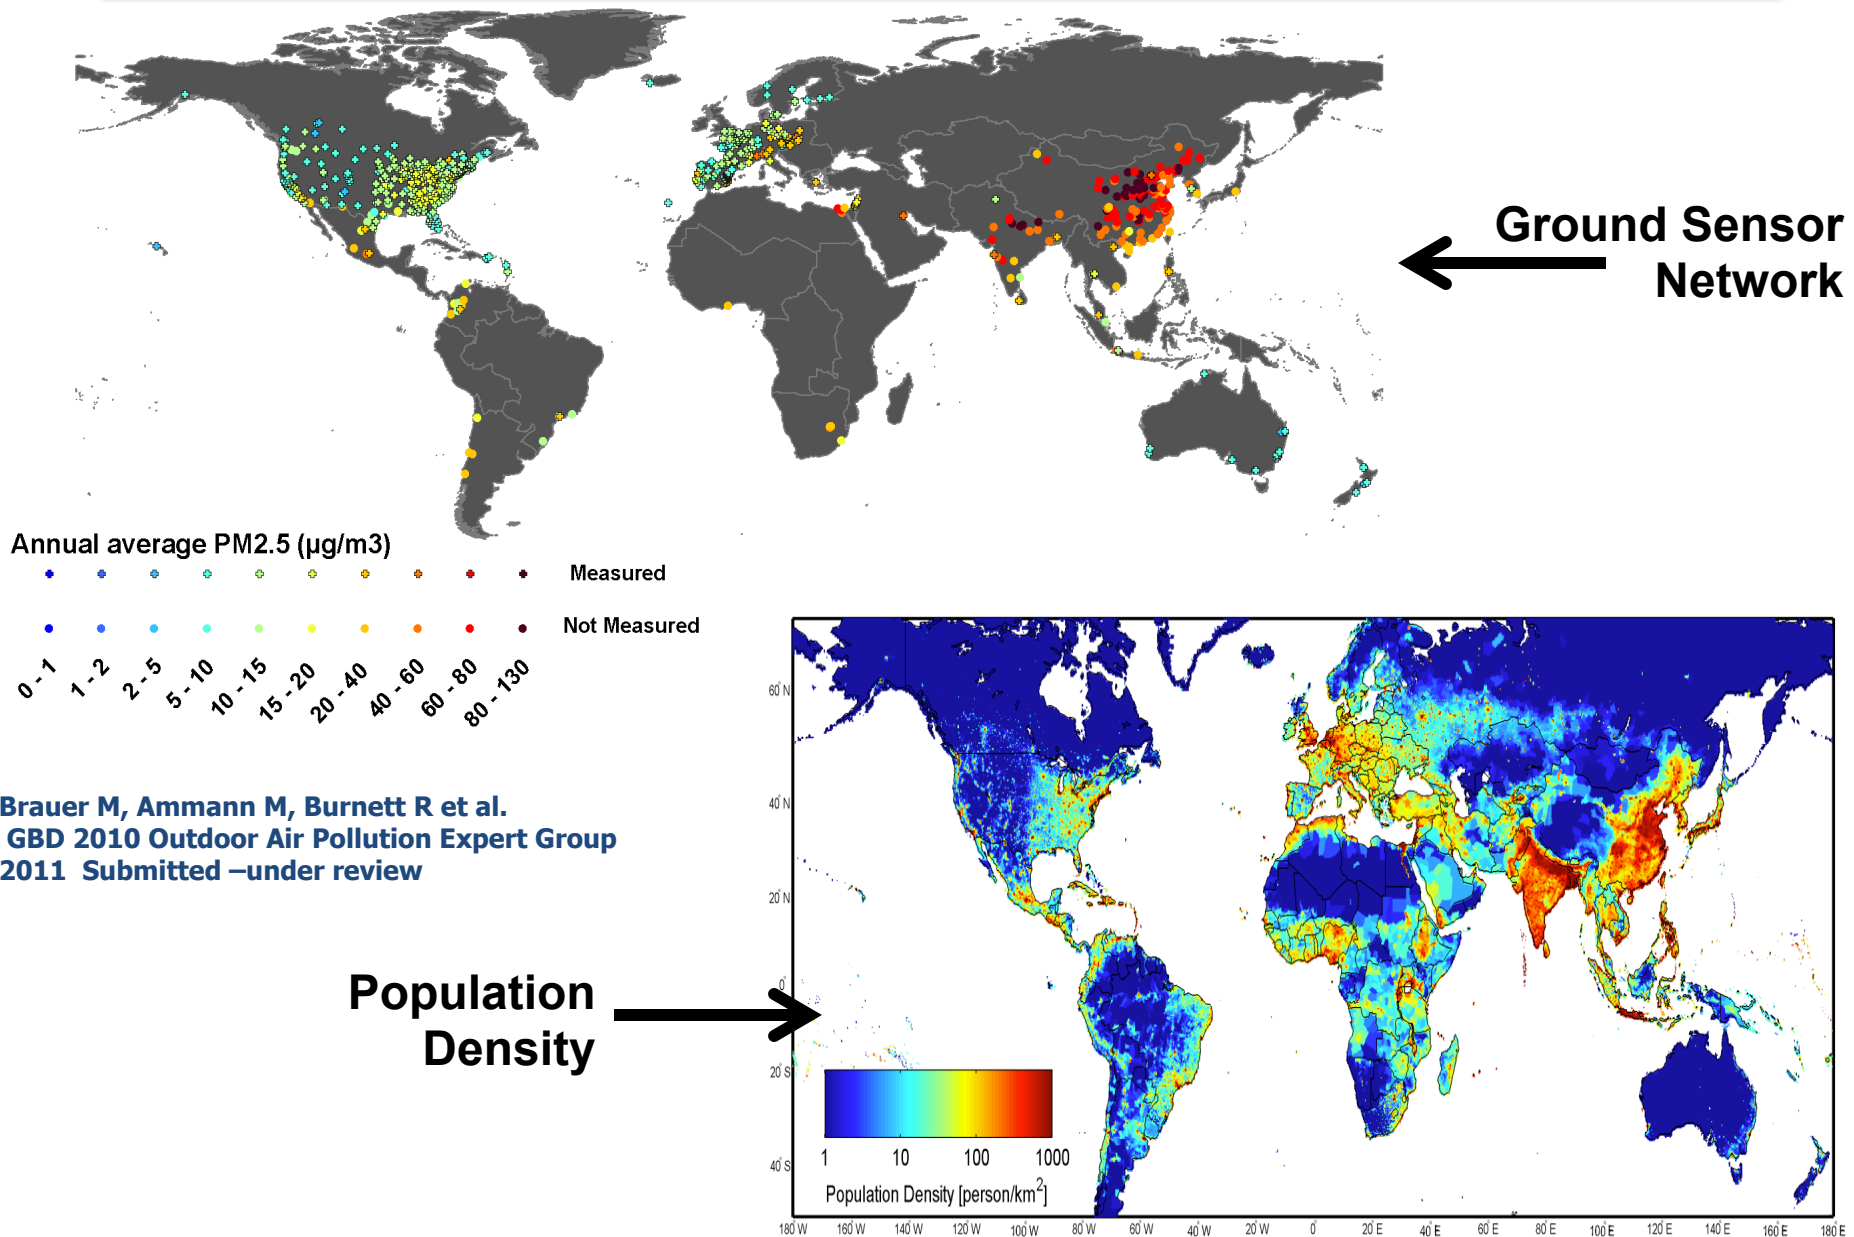 Ground Sensor
Network
Annual average PM2.5 (µg/m3)
Measured
Not Measured
0 - 1
1 - 2
2 - 5
5 - 10
10 - 15
15 - 20
20 - 40
40 - 60
60 - 80
80 - 130
Brauer M, Ammann M, Burnett R et al.
GBD 2010 Outdoor Air Pollution Expert Group
2011 Submitted –under review
Population
Density
60°N
40°N
20°N
0°
20°S
40°S
1 10 100 1000
Population Density [person/km2]
180°W 160°W 140°W 120°W 100°W 80°W 60°W 40°W 20°W 0° 20°E 40°E 60°E 80°E 100°E 120°E 140°E 160°E 180°E